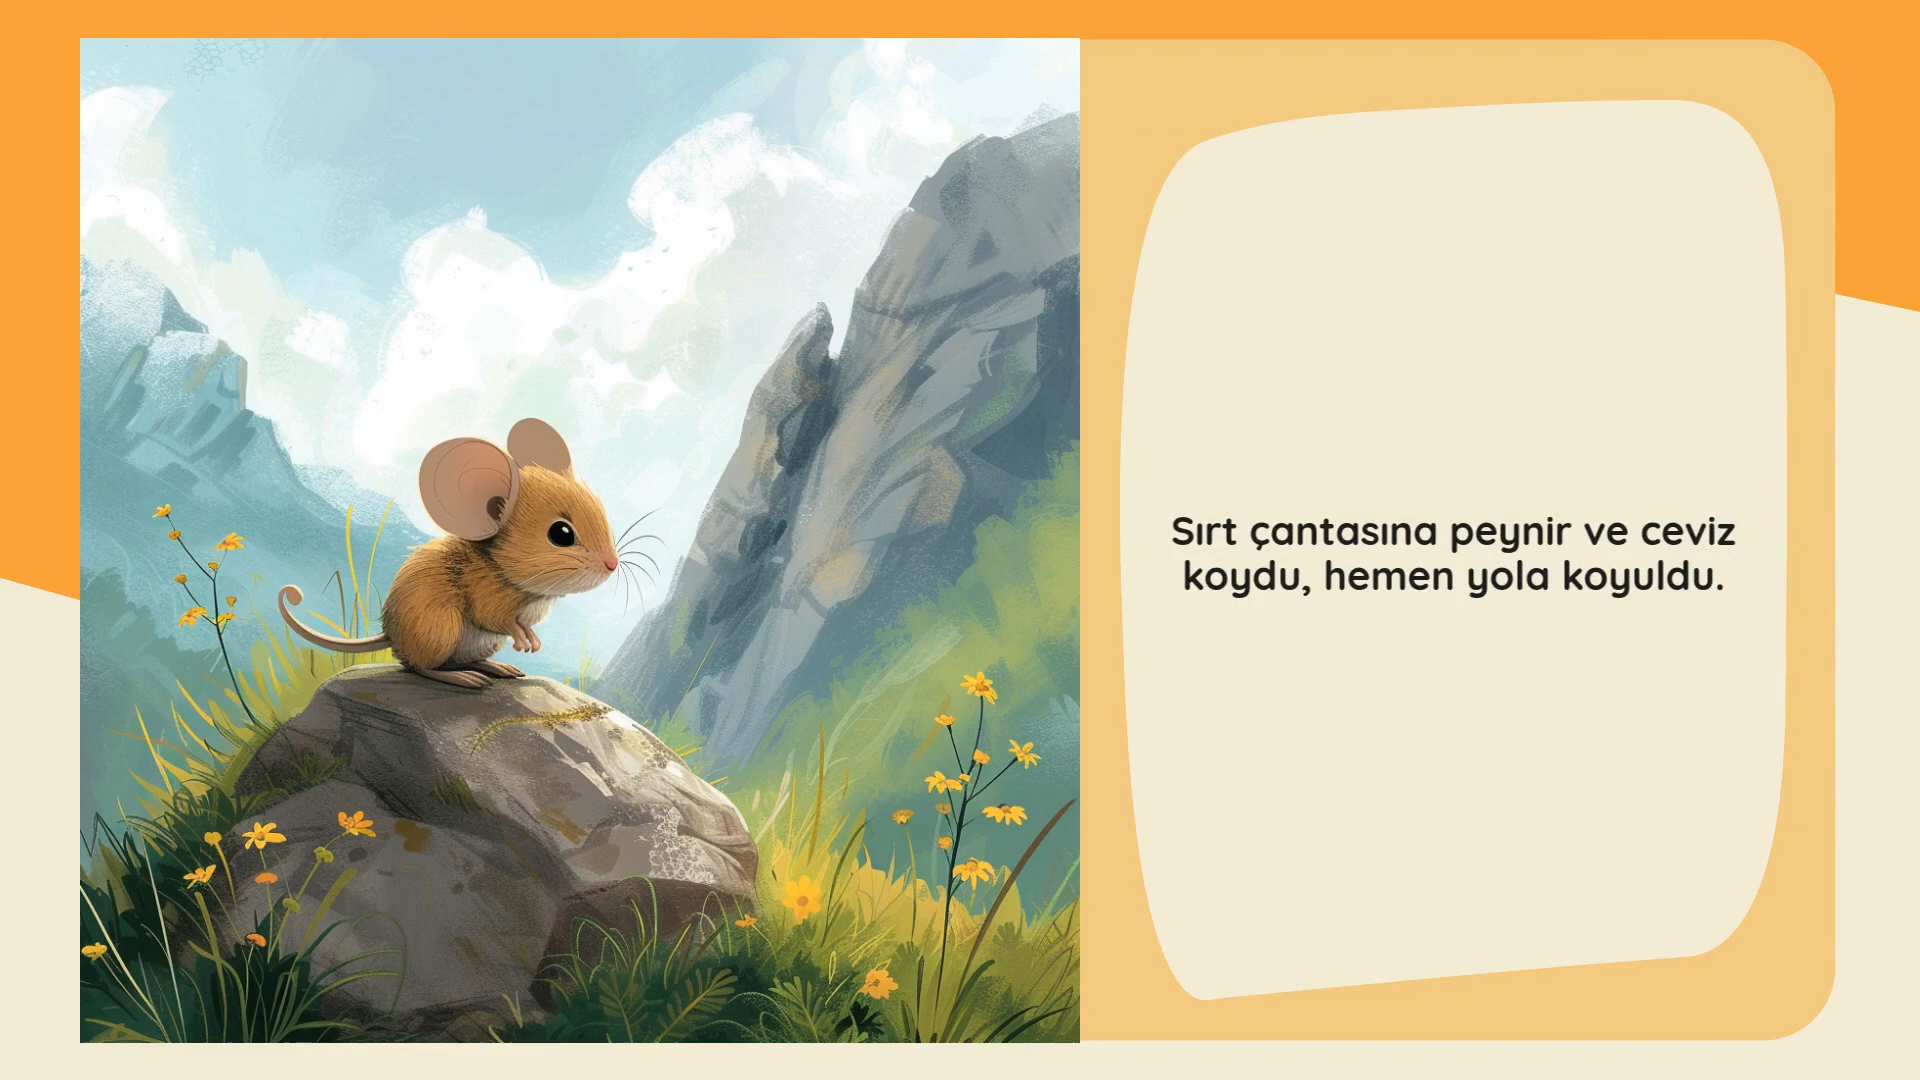 Sırt çantasına peynir ve ceviz
koydu, hemen yola koyuldu.